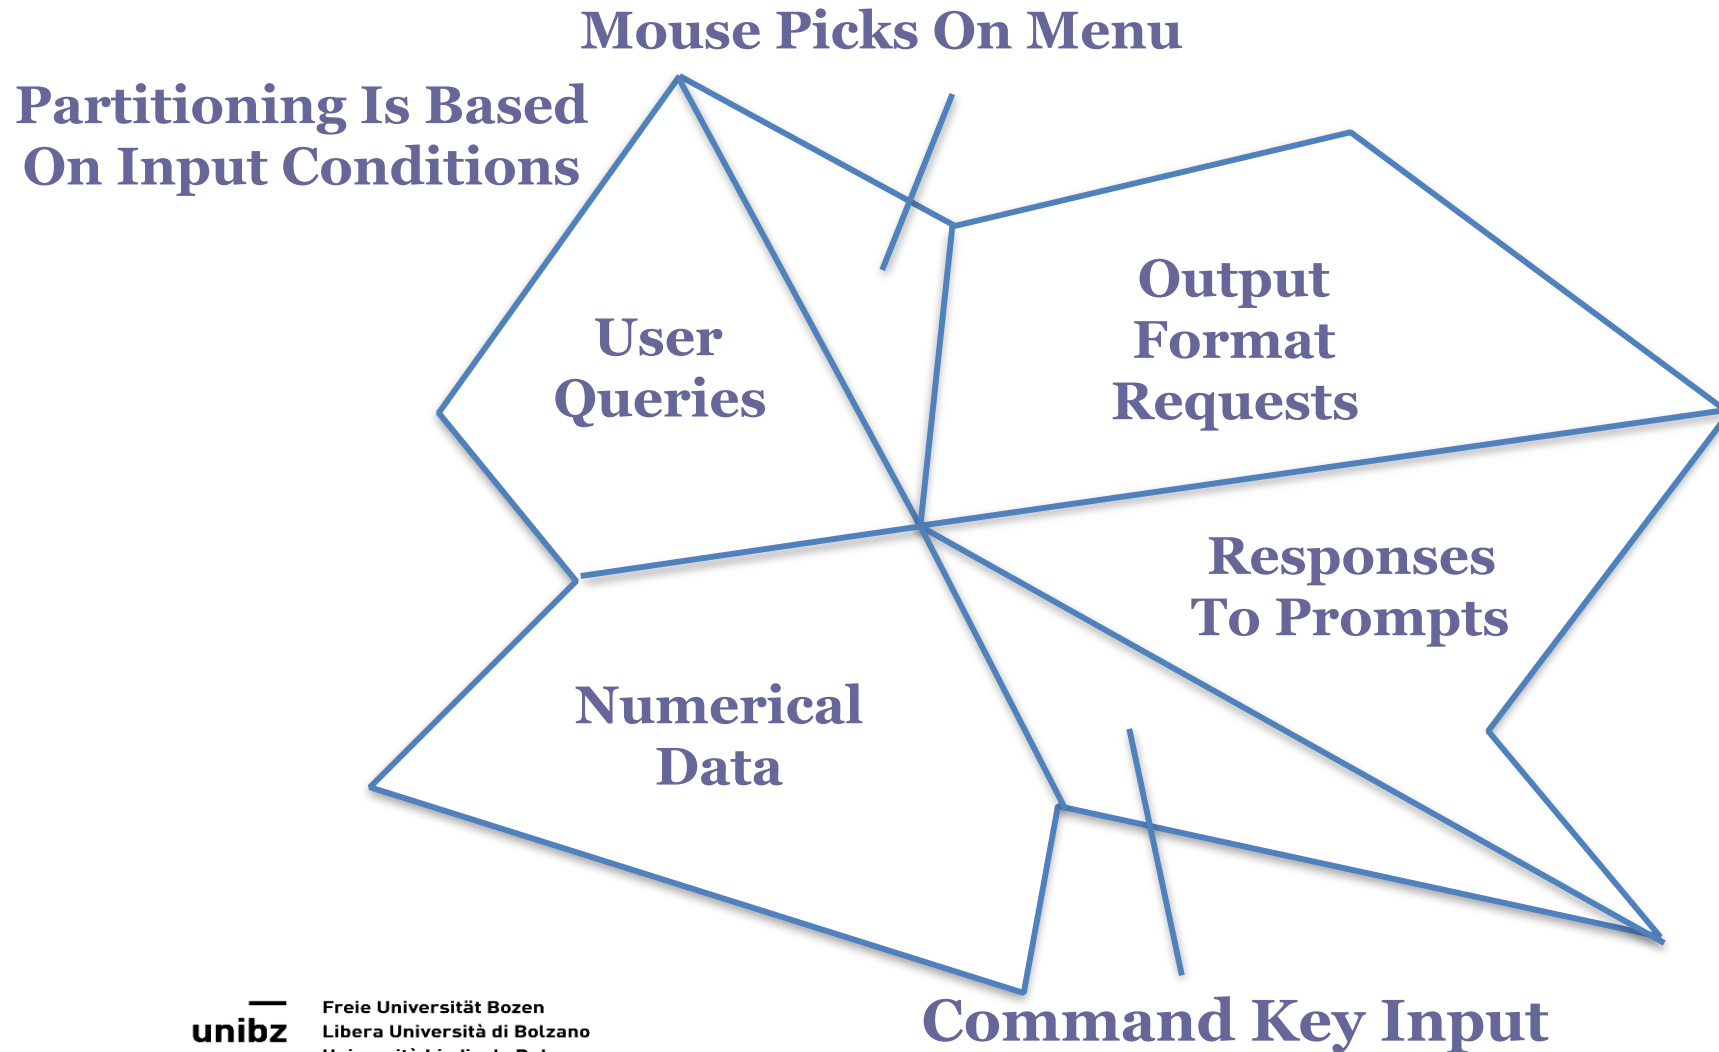 Mouse Picks On Menu
Partitioning Is Based
On Input Conditions
Output
Format
Requests
User
Queries
Responses
To Prompts
Numerical
Data
Command Key Input
unibz
Freie Universität Bozen
Libera Università di Bolzano